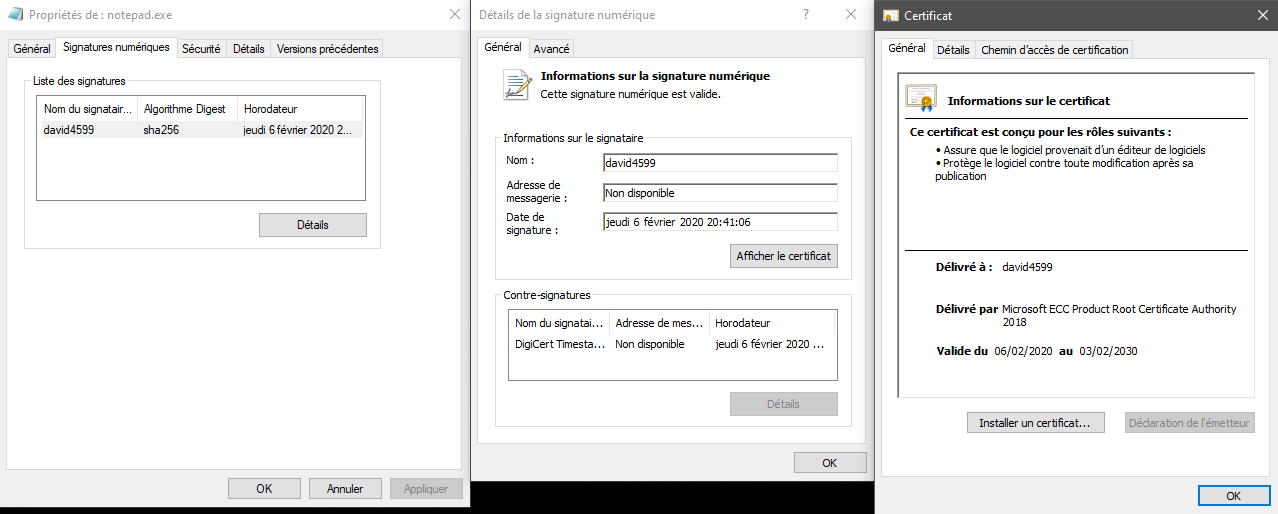 Propriétés de : notepad.exe
Général Signatures numériques Sécurité Détails Versions précédentes
Liste des signatures
Nom du signatair... Algorithme Digest Horodateur
david4599 sha256 jeudi 6 février 2020 2...
Détails
OK Annuler Appliquer
Détails de la signature numérique ?
Général Avancé
Informations sur la signature numérique
Cette signature numérique est valide.
Informations sur le signataire
Nom : david4599
Adresse de
messagerie : Non disponible
Date de
signature : jeudi 6 février 2020 20:41:06
Afficher le certificat
Contre-signatures
Nom du signatai... Adresse de mes... Horodateur
DigiCert Timesta... Non disponible jeudi 6 février 2020 ...
Détails
OK
Certificat
Général Détails Chemin d'accès de certification
Informations sur le certificat
Ce certificat est conçu pour les rôles suivants :
• Assure que le logiciel provenait d'un éditeur de logiciels
• Protège le logiciel contre toute modification après sa
publication
Délivré à : david4599
Délivré par Microsoft ECC Product Root Certificate Authority
2018
Valide du 06/02/2020 au 03/02/2030
Installer un certificat... Déclaration de l'émetteur
OK